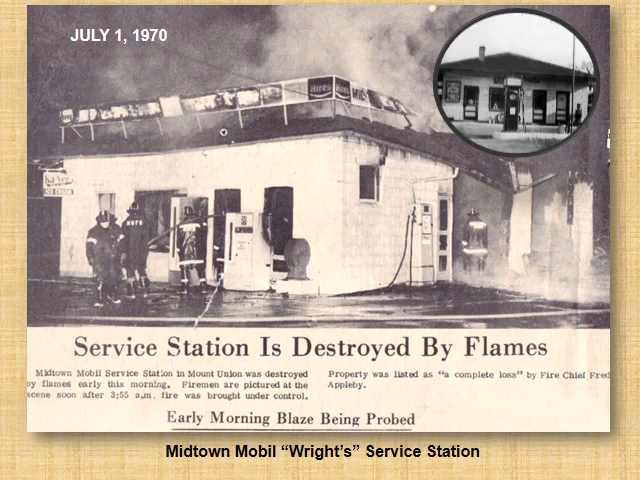 JULY 1, 1970
Hires
ICE CREAM
Service Station Is Destroyed By Flames
Midtown Mobil Service Station in Mount Union was destroyed
by flames early this morning. Firemen are pictured at the
scene soon after 3:55 a.m. fire was brought under control.
Property was listed as “a complete loss” by Fire Chief Fred
Appleby.
Early Morning Blaze Being Probed
Midtown Mobil “Wright’s” Service Station